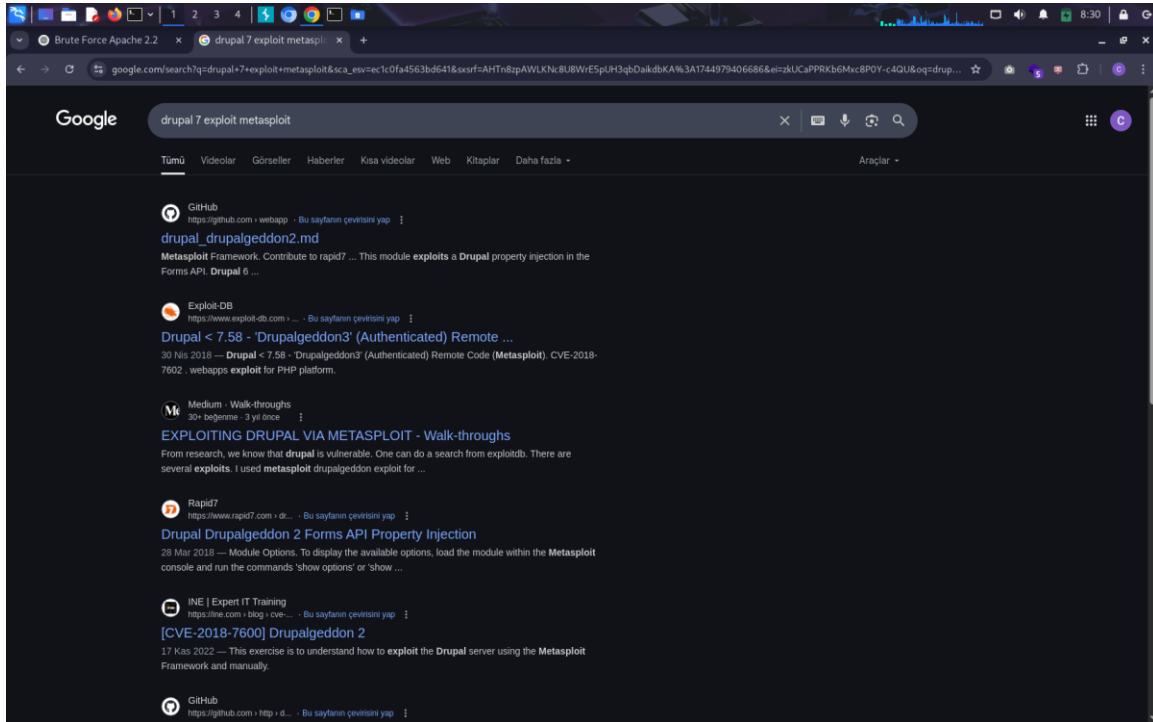 1 2 3 4
8:30
Brute Force Apache 2.2
drupal 7 exploit metasploi
google.com/search?q=drupal+7+exploit+metasploit&sca_esv=ec1c0fa4563bd641&sxsrf=AHTn8zpAWLKNc8U8WrE5pUH3qbDaikdbKA%3A1744979406686&ei=zkUCaPPRKb6Mxc8P0Y-c4QU&oq=drup...
Google
drupal 7 exploit metasploit
C
Tümü Videolar Görseller Haberler Kısa videolar Web Kitaplar Daha fazla
Araçlar
GitHub
https://github.com › webapp · Bu sayfanın çevirisini yap
drupal_drupalgeddon2.md
Metasploit Framework. Contribute to rapid7 ... This module exploits a Drupal property injection in the
Forms API. Drupal 6 ...
Exploit-DB
https://www.exploit-db.com › ... · Bu sayfanın çevirisini yap
Drupal < 7.58 - 'Drupalgeddon3' (Authenticated) Remote ...
30 Nis 2018 — Drupal < 7.58 - 'Drupalgeddon3' (Authenticated) Remote Code (Metasploit). CVE-2018-
7602 . webapps exploit for PHP platform.
Medium · Walk-throughs
30+ beğenme · 3 yıl önce
EXPLOITING DRUPAL VIA METASPLOIT - Walk-throughs
From research, we know that drupal is vulnerable. One can do a search from exploitdb. There are
several exploits. I used metasploit drupalgeddon exploit for ...
Rapid7
https://www.rapid7.com › dr... · Bu sayfanın çevirisini yap
Drupal Drupalgeddon 2 Forms API Property Injection
28 Mar 2018 — Module Options. To display the available options, load the module within the Metasploit
console and run the commands 'show options' or 'show ...
INE | Expert IT Training
https://ine.com › blog › cve-... · Bu sayfanın çevirisini yap
[CVE-2018-7600] Drupalgeddon 2
17 Kas 2022 — This exercise is to understand how to exploit the Drupal server using the Metasploit
Framework and manually.
GitHub
https://github.com › http › d... · Bu sayfanın çevirisini yap